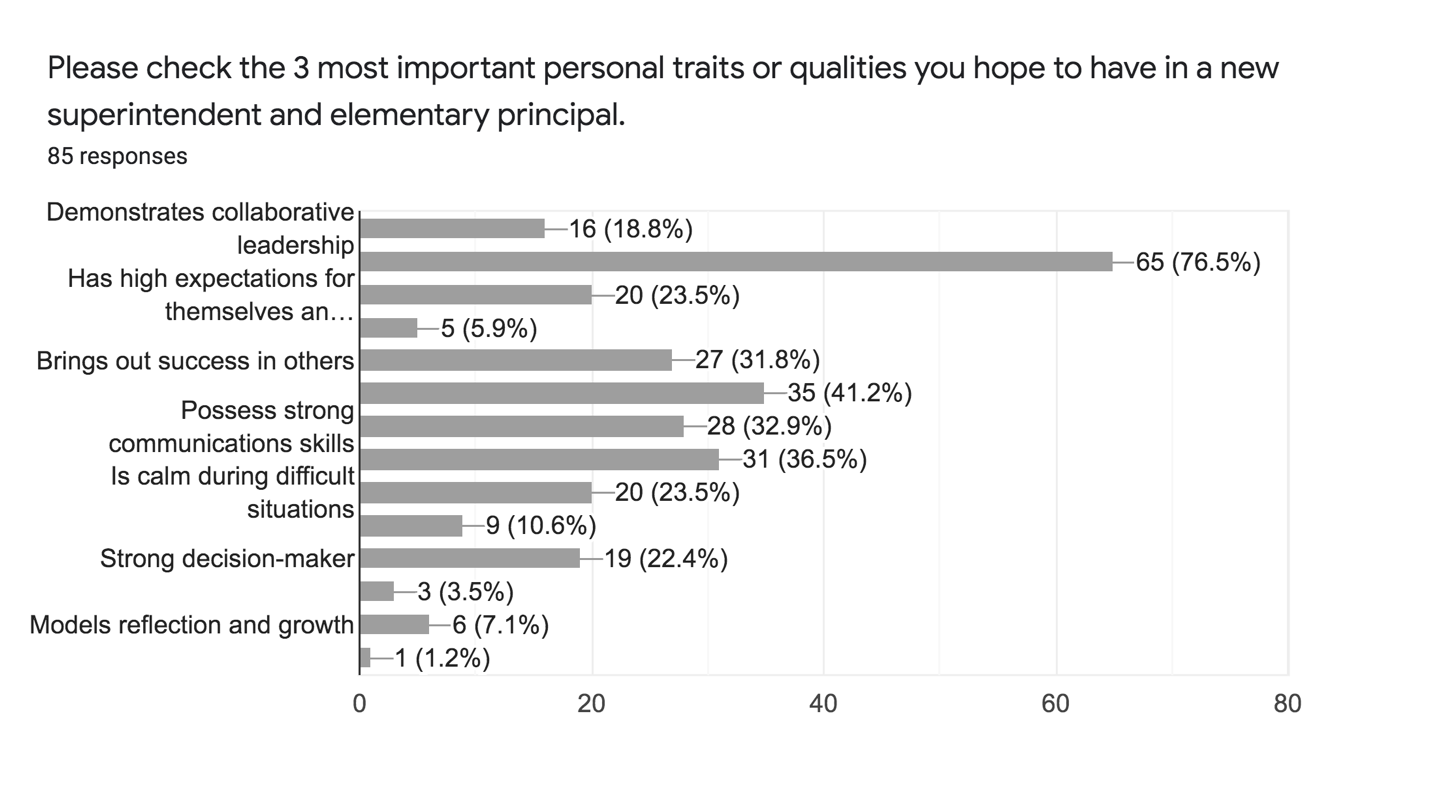 Please check the 3 most important personal traits or qualities you hope to have in a new
superintendent and elementary principal.
85 responses
Demonstrates collaborative
leadership
16 (18.8%)
65 (76.5%)
Has high expectations for
themselves an…
20 (23.5%)
5 (5.9%)
Brings out success in others
27 (31.8%)
35 (41.2%)
Possess strong
communications skills
28 (32.9%)
31 (36.5%)
Is calm during difficult
situations
20 (23.5%)
9 (10.6%)
Strong decision-maker
19 (22.4%)
3 (3.5%)
Models reflection and growth
6 (7.1%)
1 (1.2%)
0 20 40 60 80